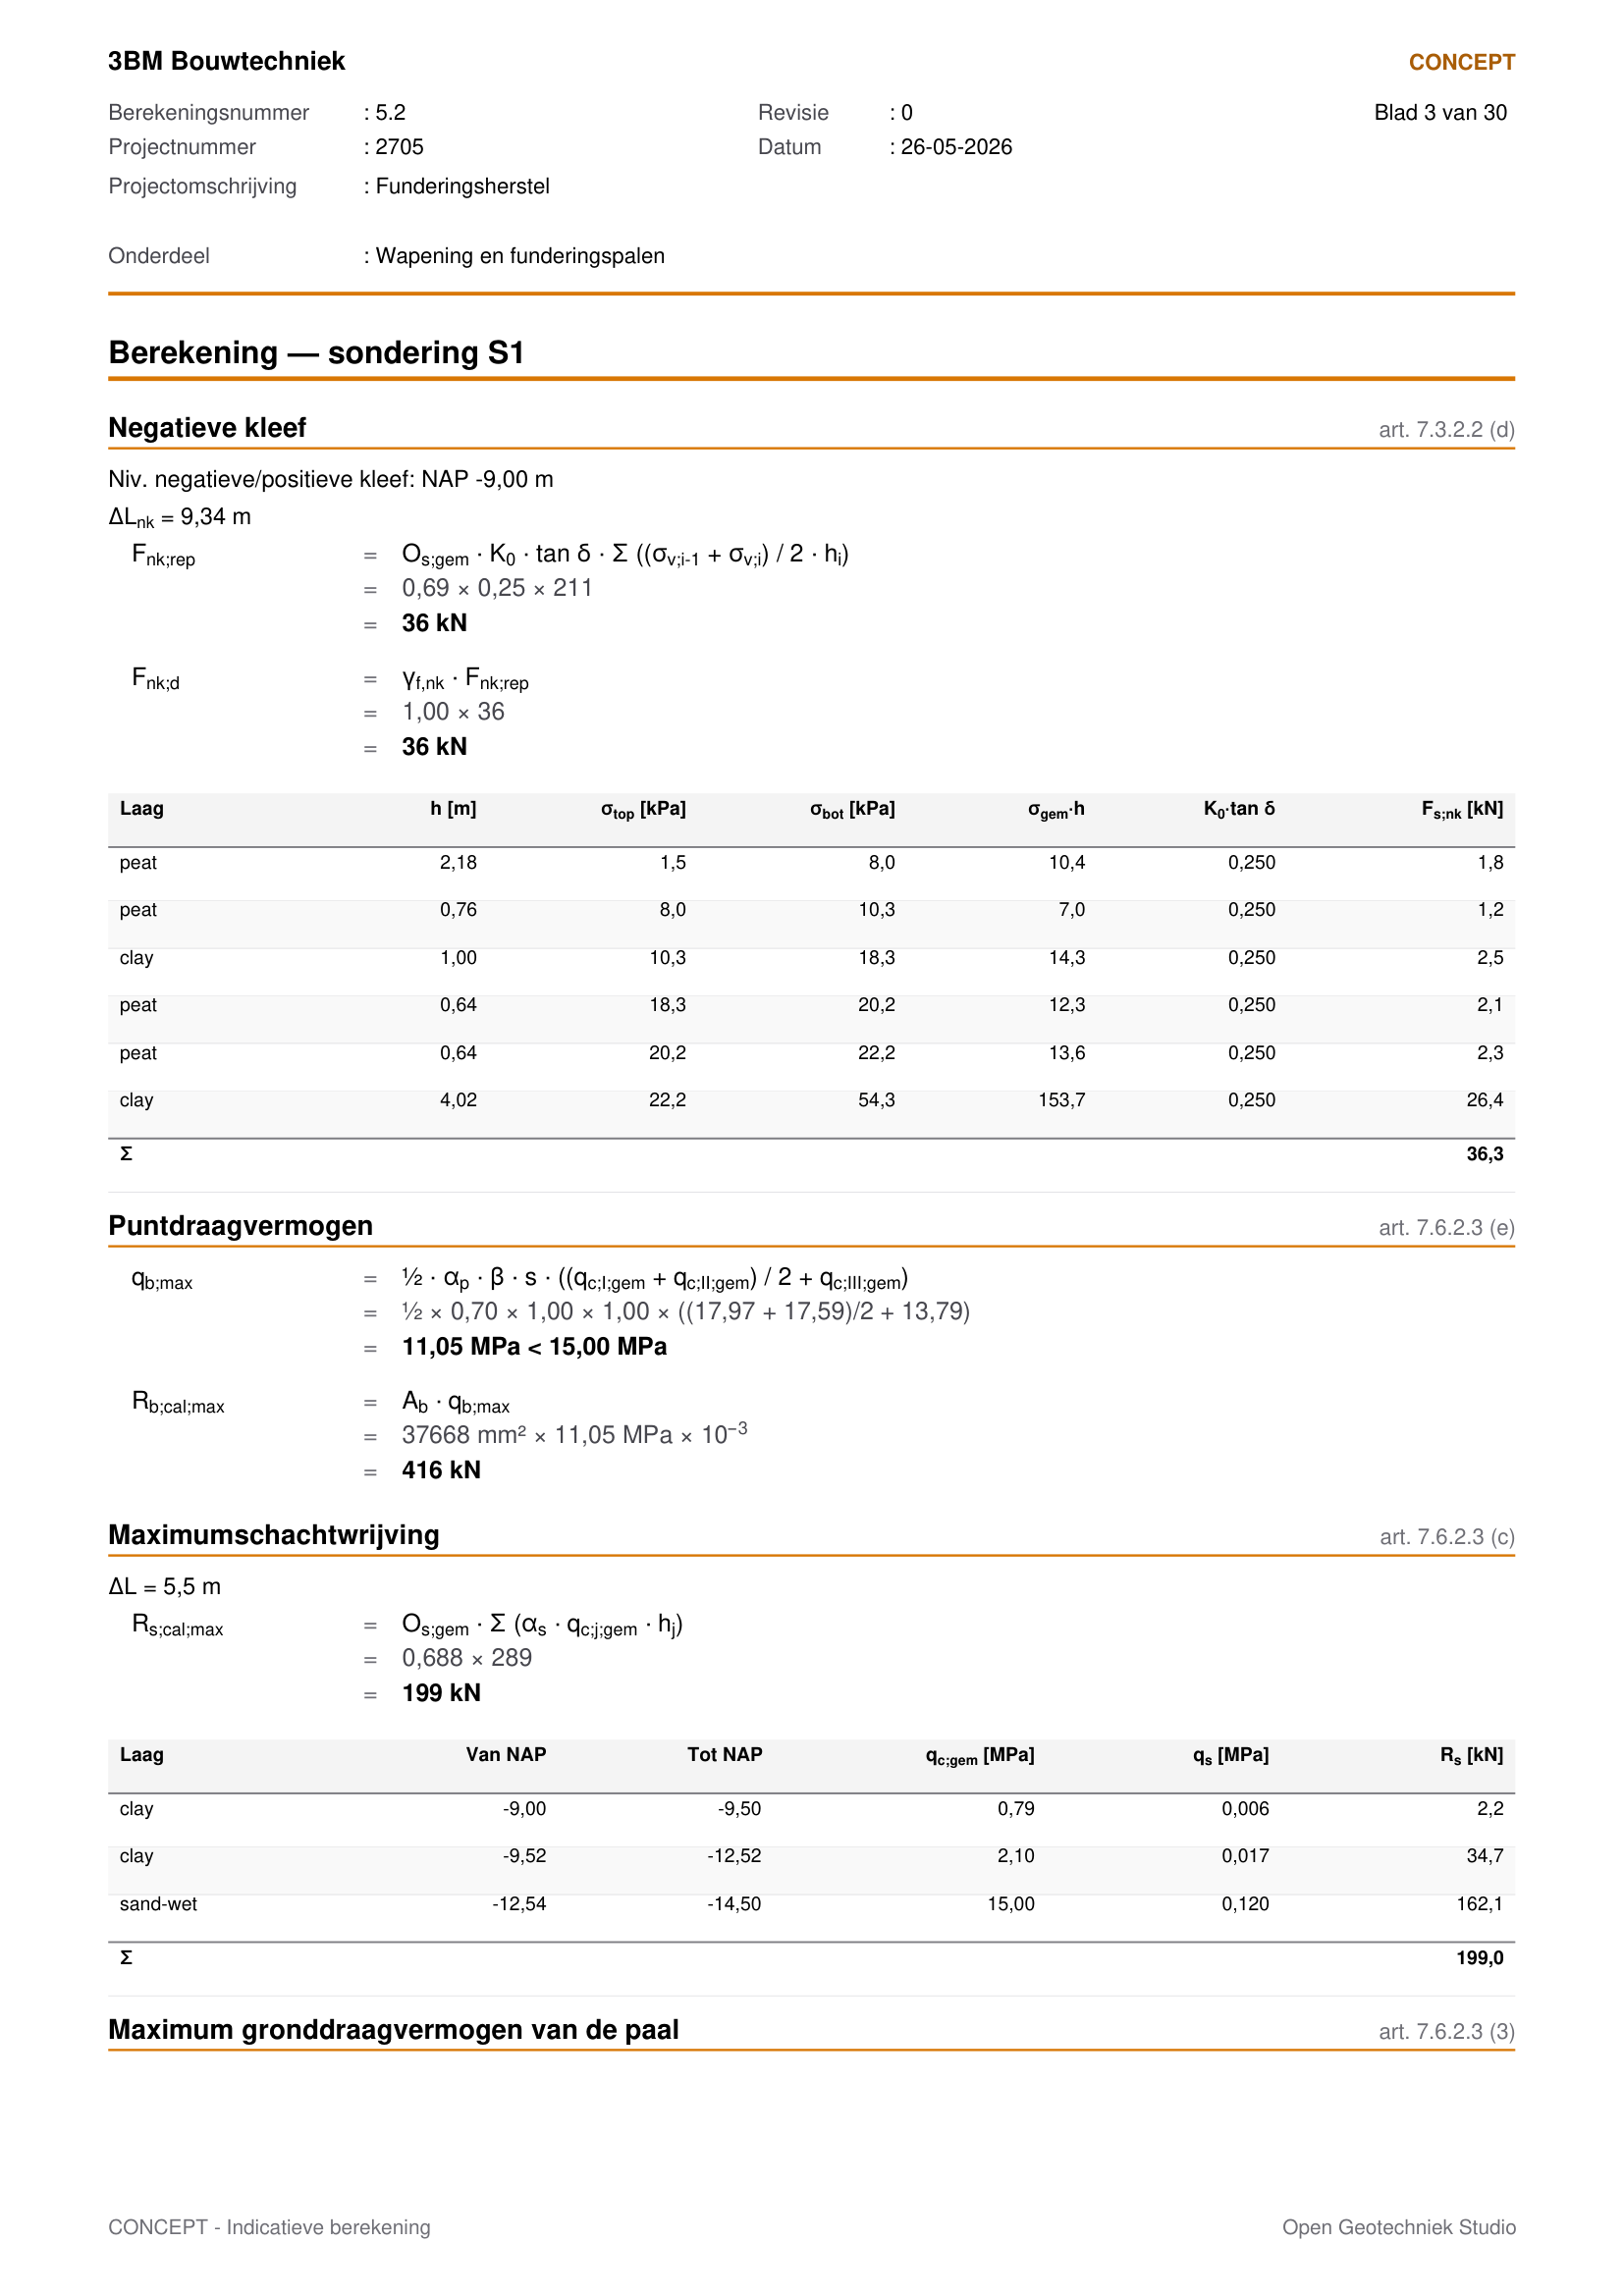 3BM Bouwtechniek
CONCEPT
Berekeningsnummer : 5.2 Revisie : 0 Blad 3 van 30
Projectnummer : 2705 Datum : 26-05-2026
Projectomschrijving : Funderingsherstel
Onderdeel : Wapening en funderingspalen
Berekening — sondering S1
Negatieve kleef art. 7.3.2.2 (d)
Niv. negatieve/positieve kleef: NAP -9,00 m
ΔLnk = 9,34 m
Fnk;rep = Os;gem · K0 · tan δ · Σ ((σv;i-1 + σv;i) / 2 · hi)
= 0,69 × 0,25 × 211
= 36 kN
Fnk;d = γf,nk · Fnk;rep
= 1,00 × 36
= 36 kN
Laag h [m] σtop [kPa] σbot [kPa] σgem·h K0·tan δ Fs;nk [kN]
peat 2,18 1,5 8,0 10,4 0,250 1,8
peat 0,76 8,0 10,3 7,0 0,250 1,2
clay 1,00 10,3 18,3 14,3 0,250 2,5
peat 0,64 18,3 20,2 12,3 0,250 2,1
peat 0,64 20,2 22,2 13,6 0,250 2,3
clay 4,02 22,2 54,3 153,7 0,250 26,4
Σ 36,3
Puntdraagvermogen art. 7.6.2.3 (e)
qb;max = ½ · αp · β · s · ((qc;I;gem + qc;II;gem) / 2 + qc;III;gem)
= ½ × 0,70 × 1,00 × 1,00 × ((17,97 + 17,59)/2 + 13,79)
= 11,05 MPa < 15,00 MPa
Rb;cal;max = Ab · qb;max
= 37668 mm² × 11,05 MPa × 10⁻³
= 416 kN
Maximumschachtwrijving art. 7.6.2.3 (c)
ΔL = 5,5 m
Rs;cal;max = Os;gem · Σ (αs · qc;j;gem · hj)
= 0,688 × 289
= 199 kN
Laag Van NAP Tot NAP qc;gem [MPa] qs [MPa] Rs [kN]
clay -9,00 -9,50 0,79 0,006 2,2
clay -9,52 -12,52 2,10 0,017 34,7
sand-wet -12,54 -14,50 15,00 0,120 162,1
Σ 199,0
Maximum gronddraagvermogen van de paal art. 7.6.2.3 (3)
CONCEPT - Indicatieve berekening Open Geotechniek Studio